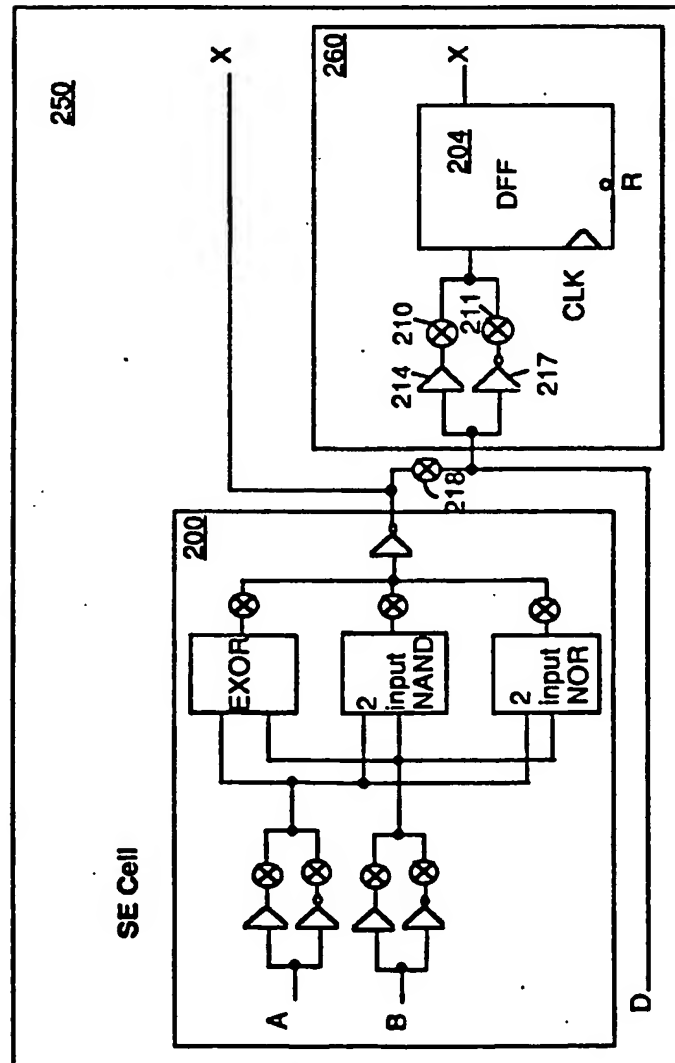 SE Cell
250
200
A
B
D
EXOR
2
input
NAND
2
input
NOR
218
X
260
214
210
217
211
204
DFF
CLK
R
X